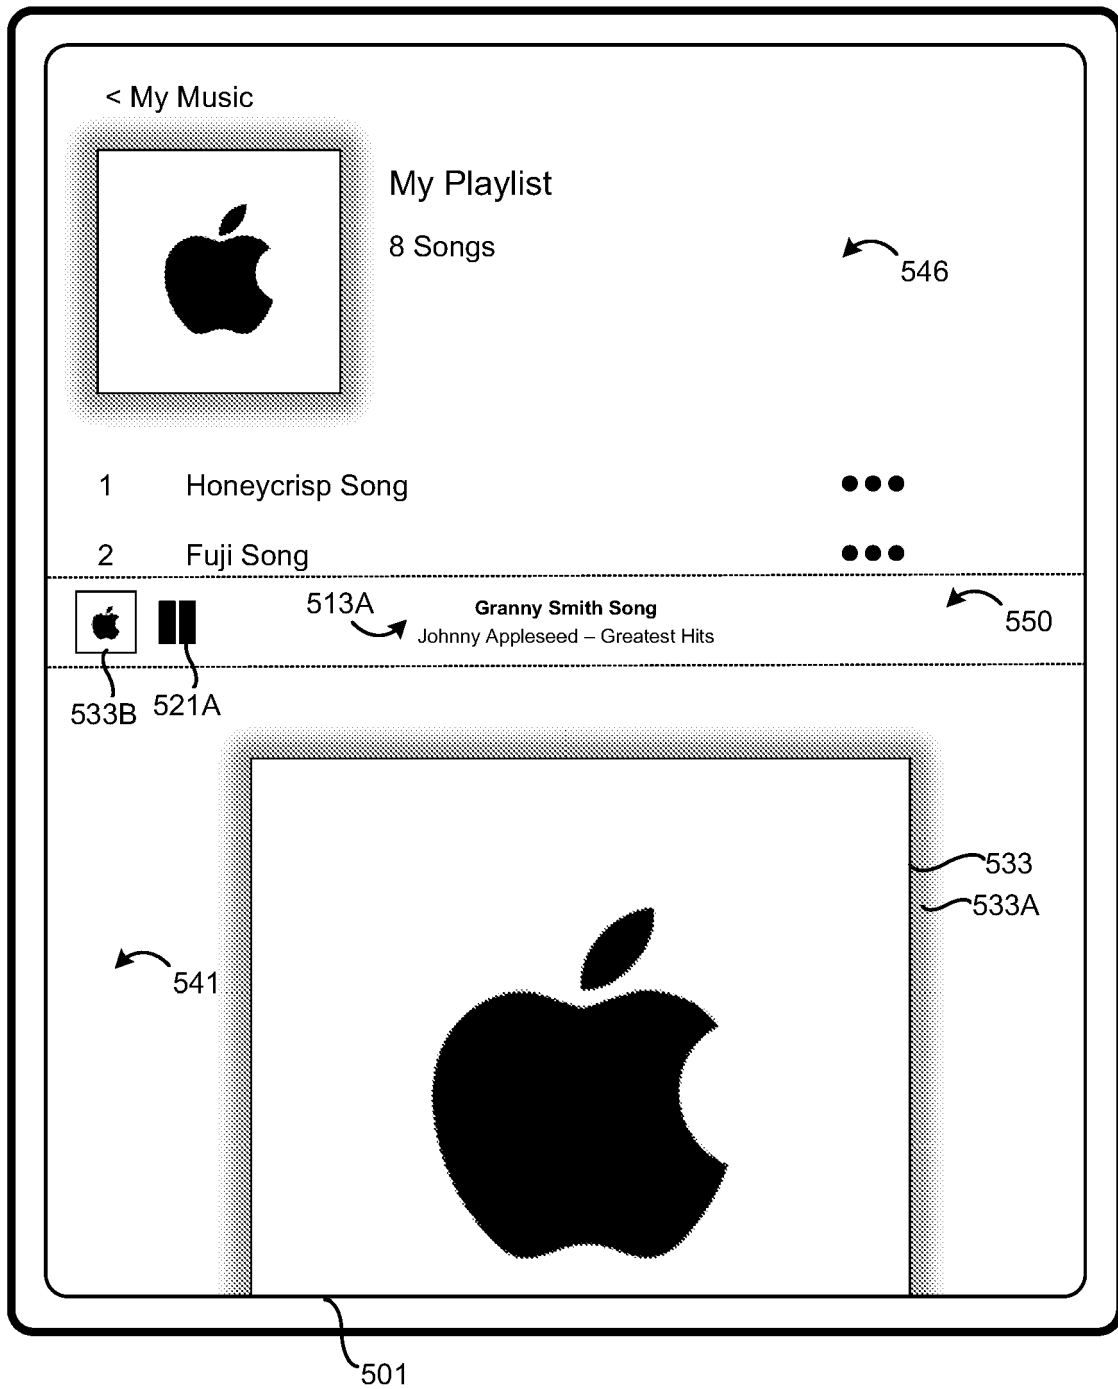 < My Music
My Playlist
8 Songs
546
1 Honeycrisp Song
2 Fuji Song
513A
Granny Smith Song
Johnny Appleseed – Greatest Hits
550
533B
521A
533
533A
541
501